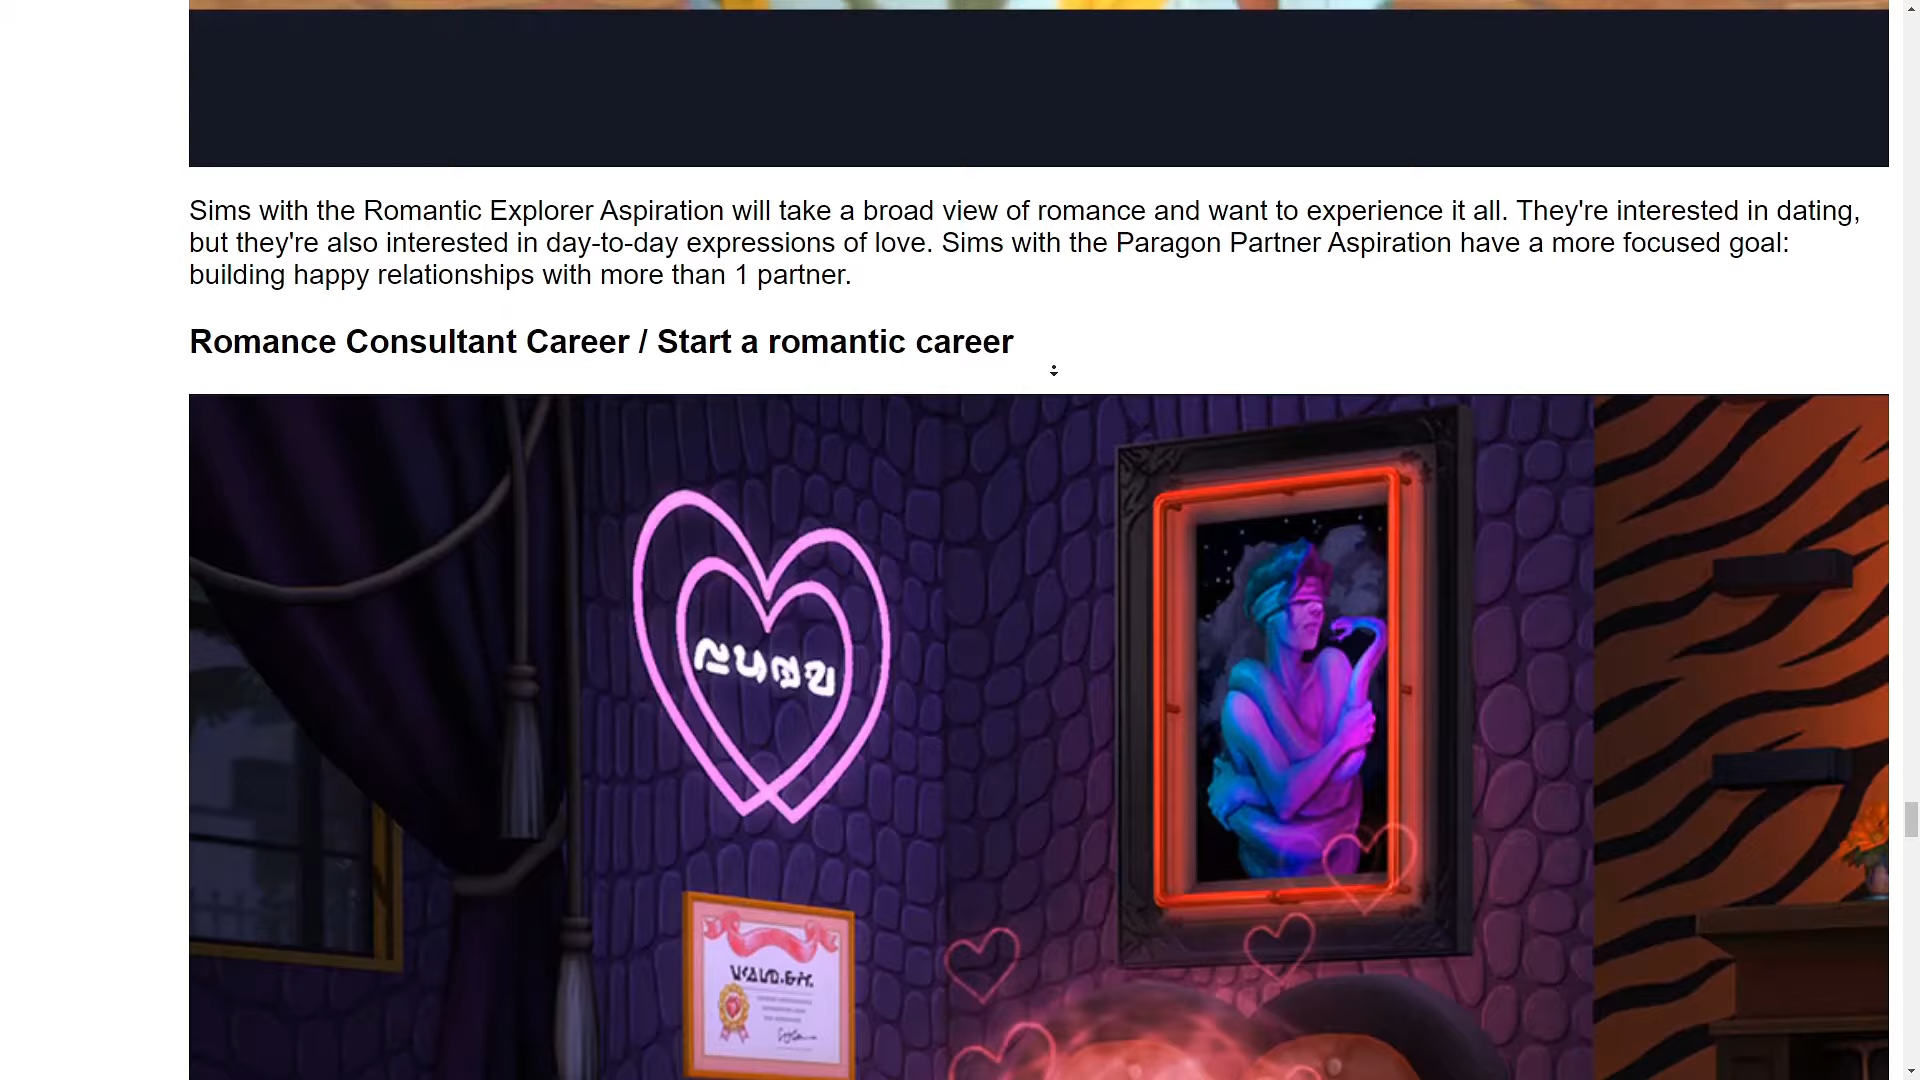 Sims with the Romantic Explorer Aspiration will take a broad view of romance and want to experience it all. They're interested in dating,
but they're also interested in day-to-day expressions of love. Sims with the Paragon Partner Aspiration have a more focused goal:
building happy relationships with more than 1 partner.
Romance Consultant Career / Start a romantic career